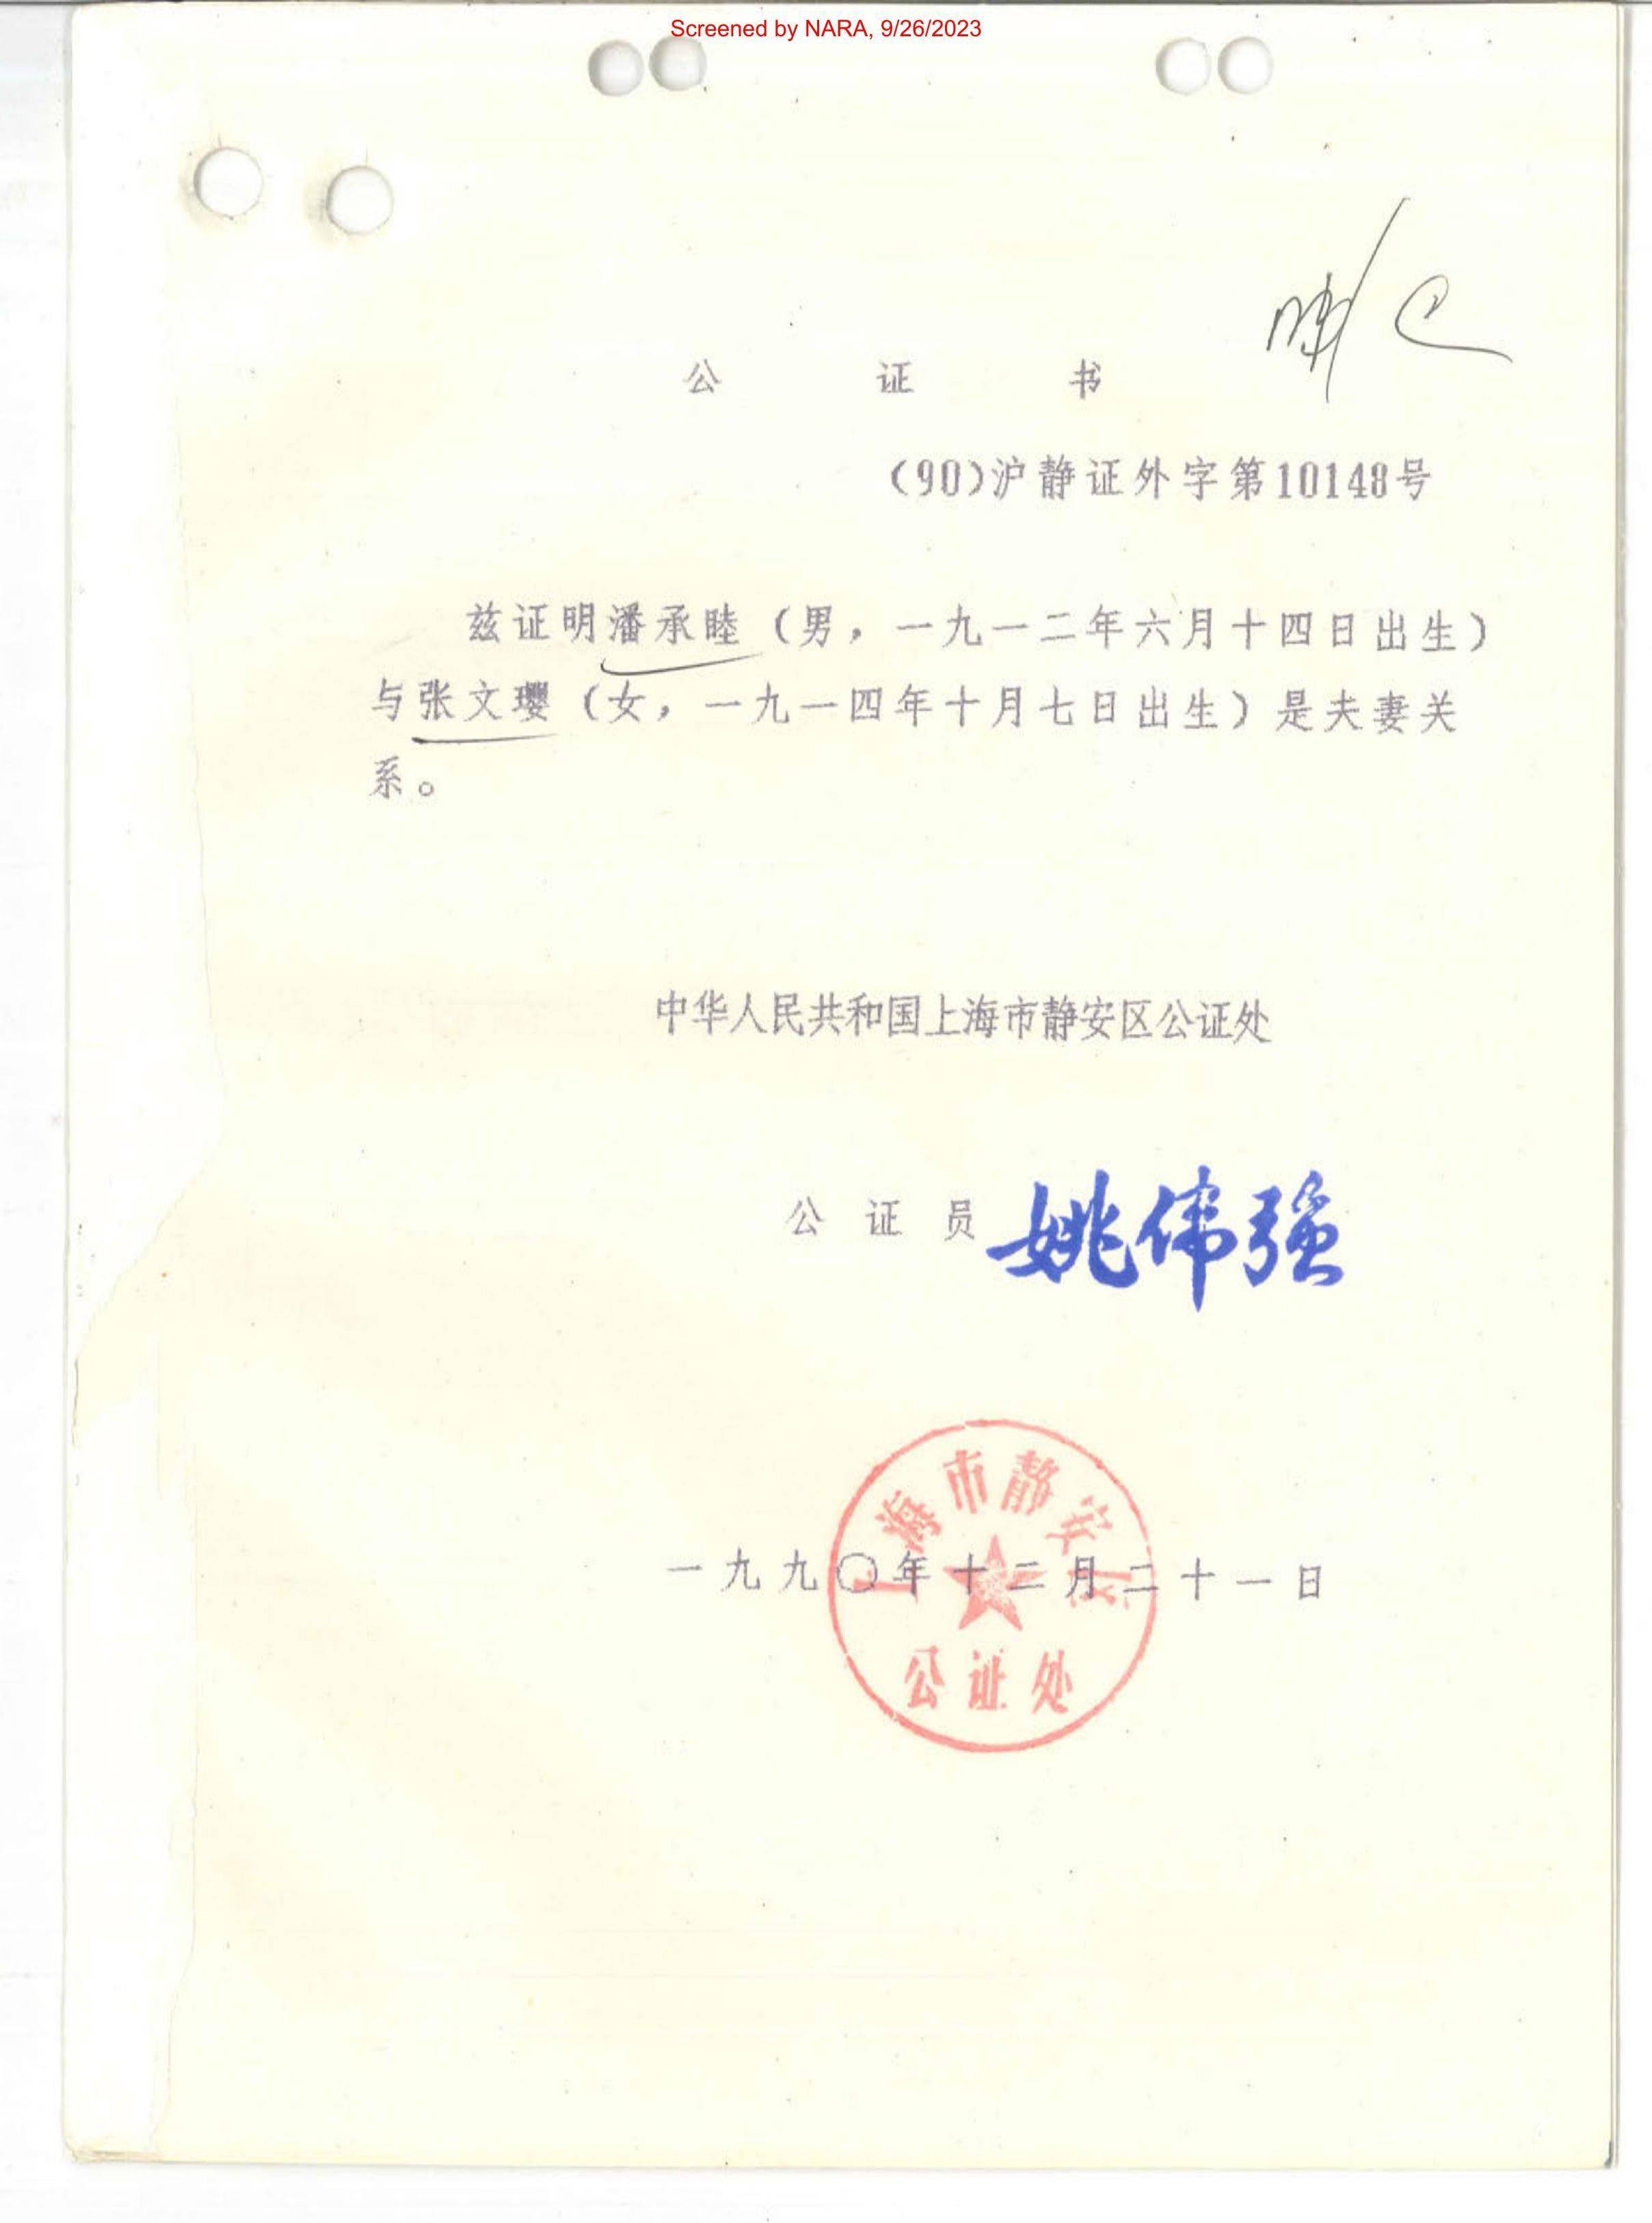 Screened by NARA, 9/26/2023
公证书
(90)沪静证外字第10148号
兹证明潘承睦（男，一九一二年六月十四日出生）
与张文瓔（女，一九一四年十月七日出生）是夫妻关
系。
中华人民共和国上海市静安区公证处
公证员 姚伟强
一九九〇年十二月二十一日
上海市静安区
公证处